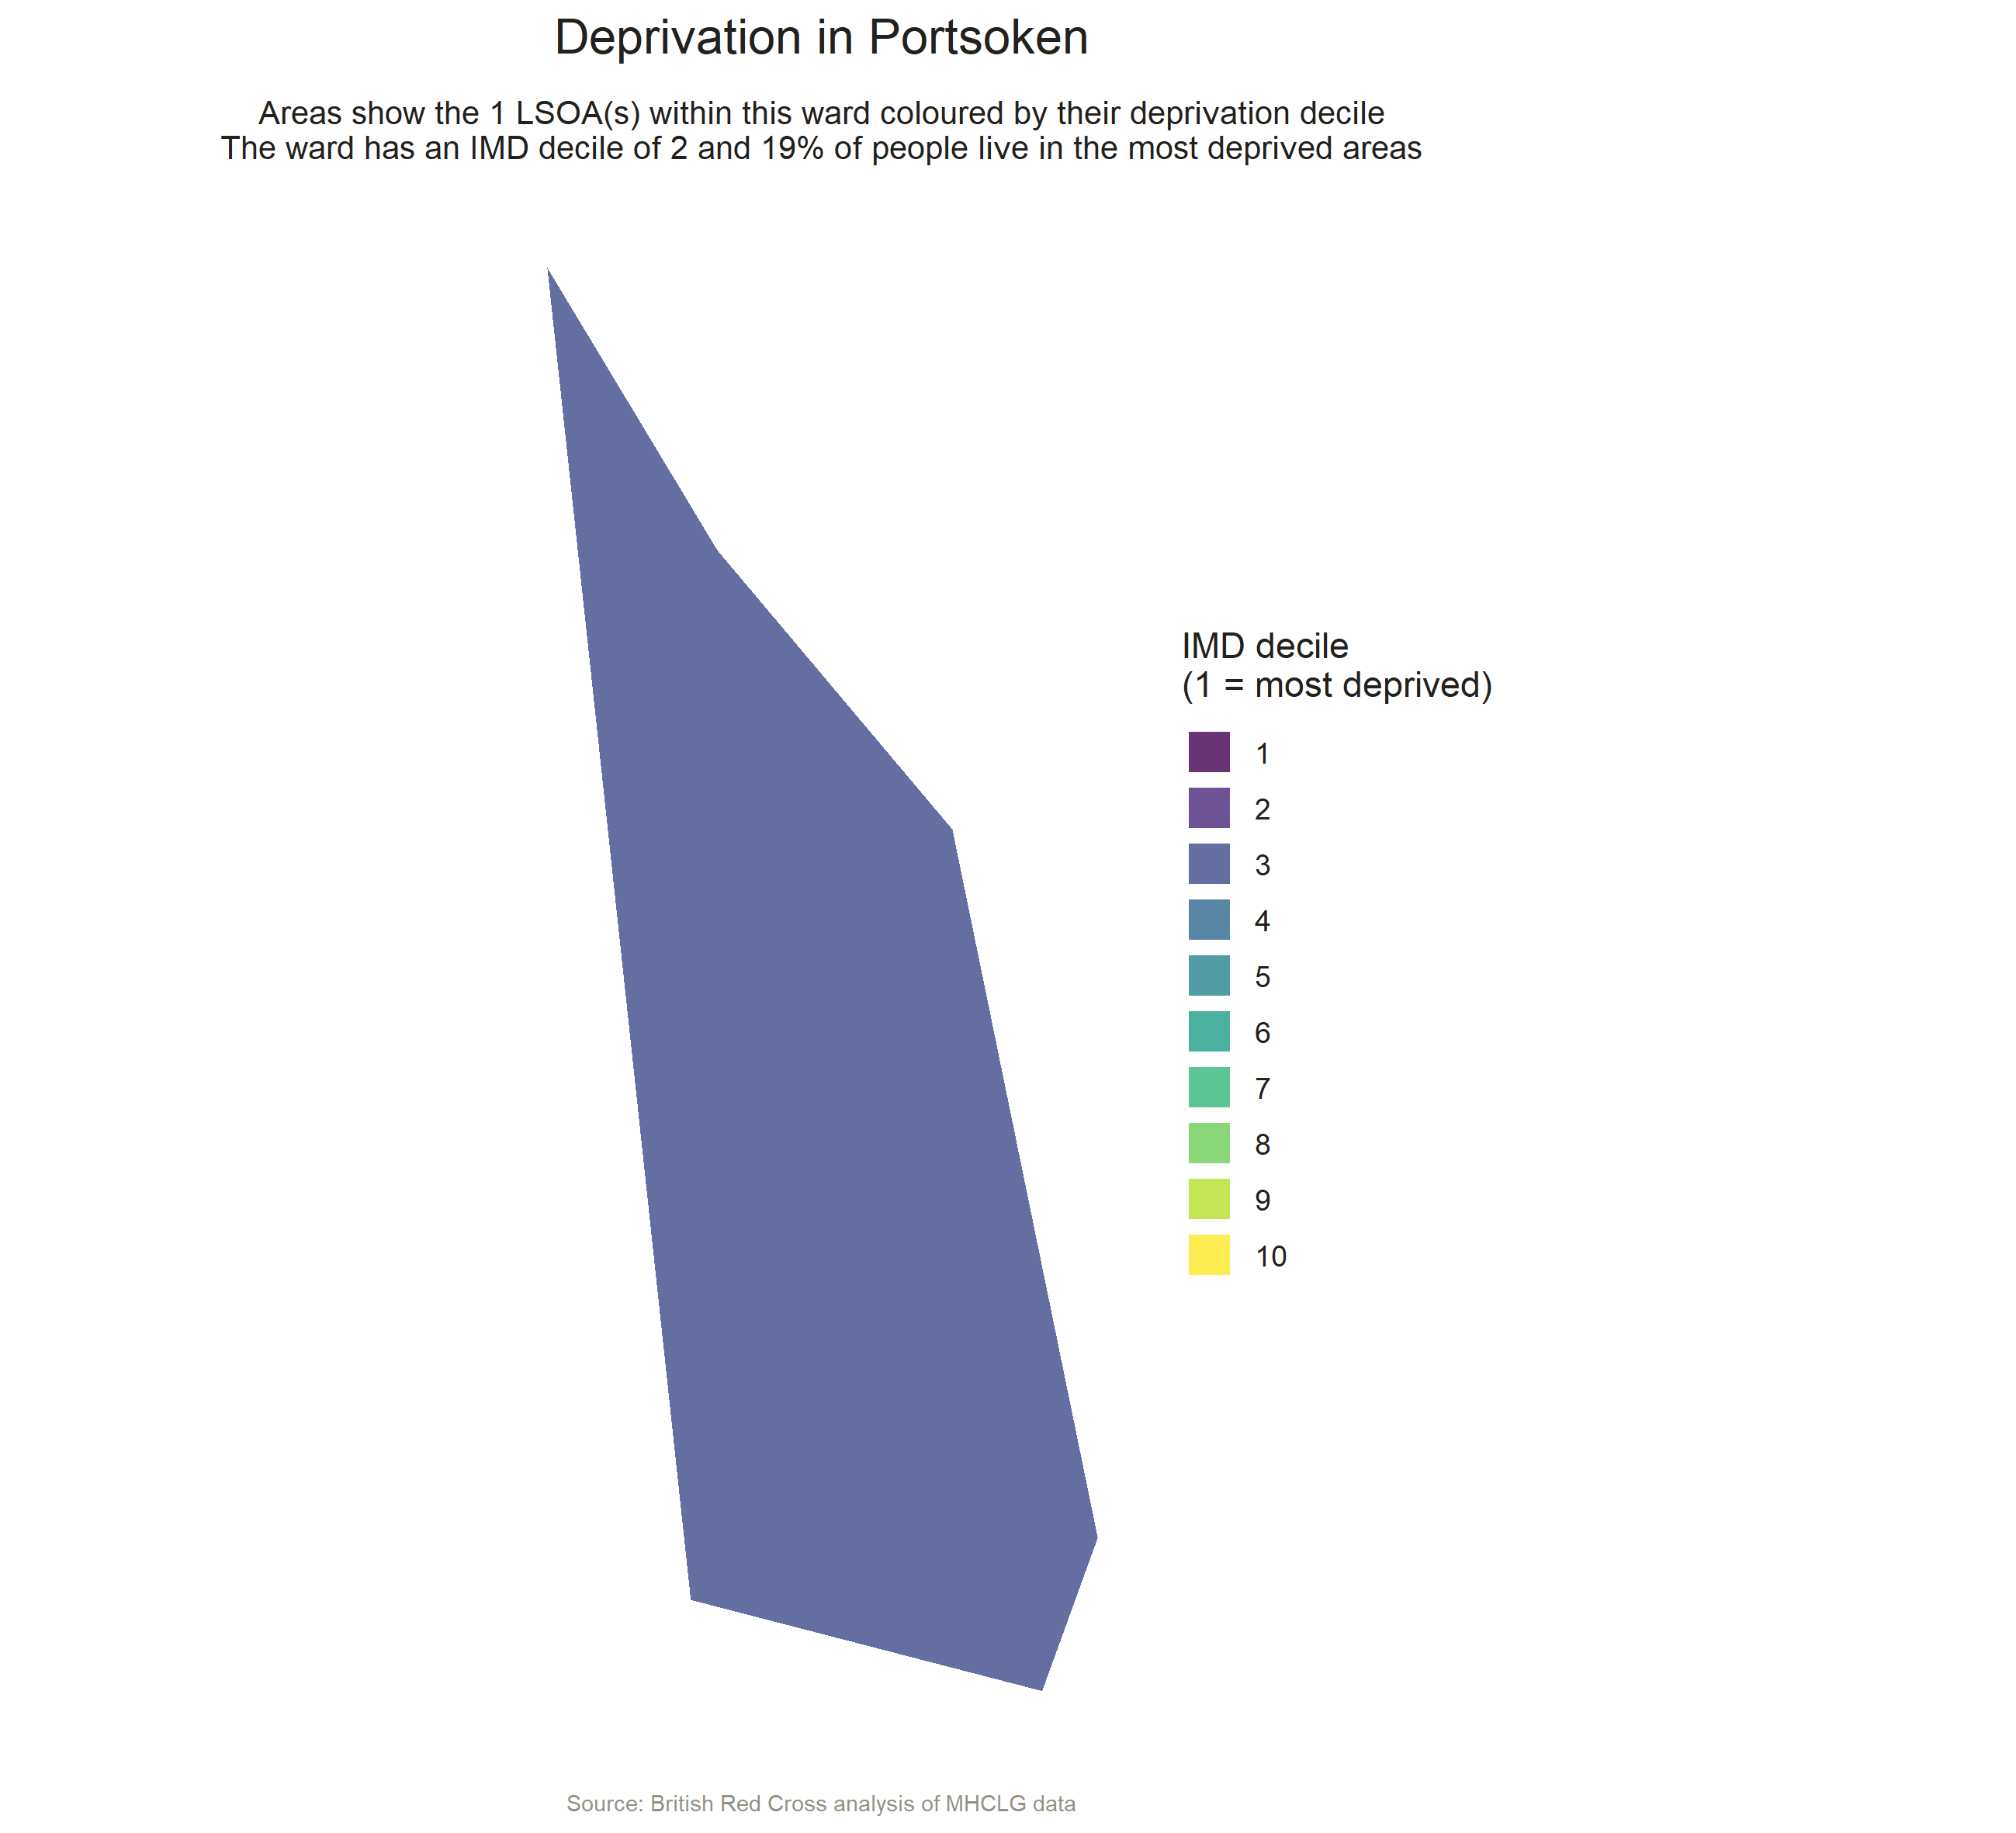 Deprivation in Portsoken
Areas show the 1 LSOA(s) within this ward coloured by their deprivation decile
The ward has an IMD decile of 2 and 19% of people live in the most deprived areas
IMD decile
(1 = most deprived)
1
2
3
4
5
6
7
8
9
10
Source: British Red Cross analysis of MHCLG data